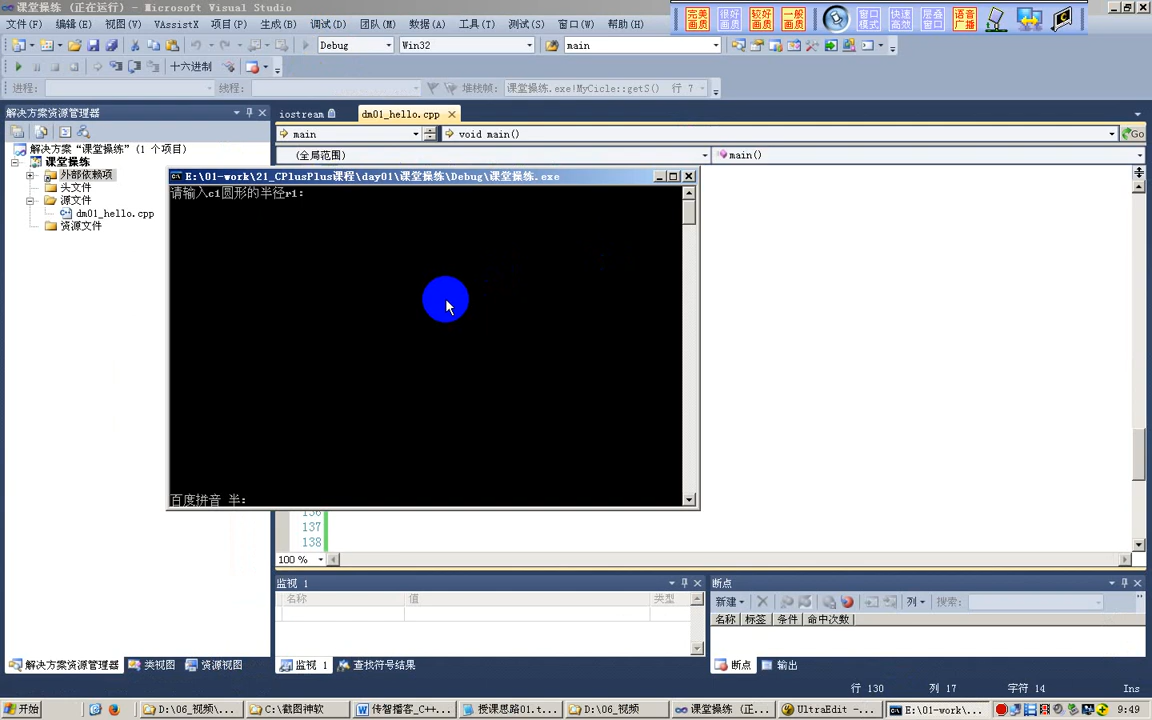 课堂操练 (正在运行) - Microsoft Visual Studio
文件(F) 编辑(E) 视图(V) VAssistX 项目(P) 生成(B) 调试(D) 团队(M) 数据(A) 工具(T) 测试(S) 窗口(W) 帮助(H)
完美画质 很好画质 较好画质 一般画质 窗口模式 快速高效 层叠窗口 语音广播
Debug Win32 main
十六进制
进程: 线程: 堆栈帧: 课堂操练.exe!MyCicle::getS() 行 7
解决方案资源管理器
iostream dm01_hello.cpp
main void main() Go
(全局范围) main()
解决方案“课堂操练”(1 个项目)
课堂操练
外部依赖项
头文件
源文件
dm01_hello.cpp
资源文件
E:\01-work\21_CPlusPlus课程\day01\课堂操练\Debug\课堂操练.exe
请输入c1圆形的半径r1:
百度拼音 半:
136
137
138
100 %
监视 1
名称 值 类型
断点
新建 列 搜索:
名称 标签 条件 命中次数
解决方案资源管理器 类视图 资源视图
监视 1 查找符号结果
断点 输出
行 130 列 17 字符 14 Ins
开始 D:\06_视频\... C:\截图神软 传智播客_C++... 授课思路01.t... D:\06_视频 课堂操练 (正... UltraEdit -... E:\01-work\... 9:49